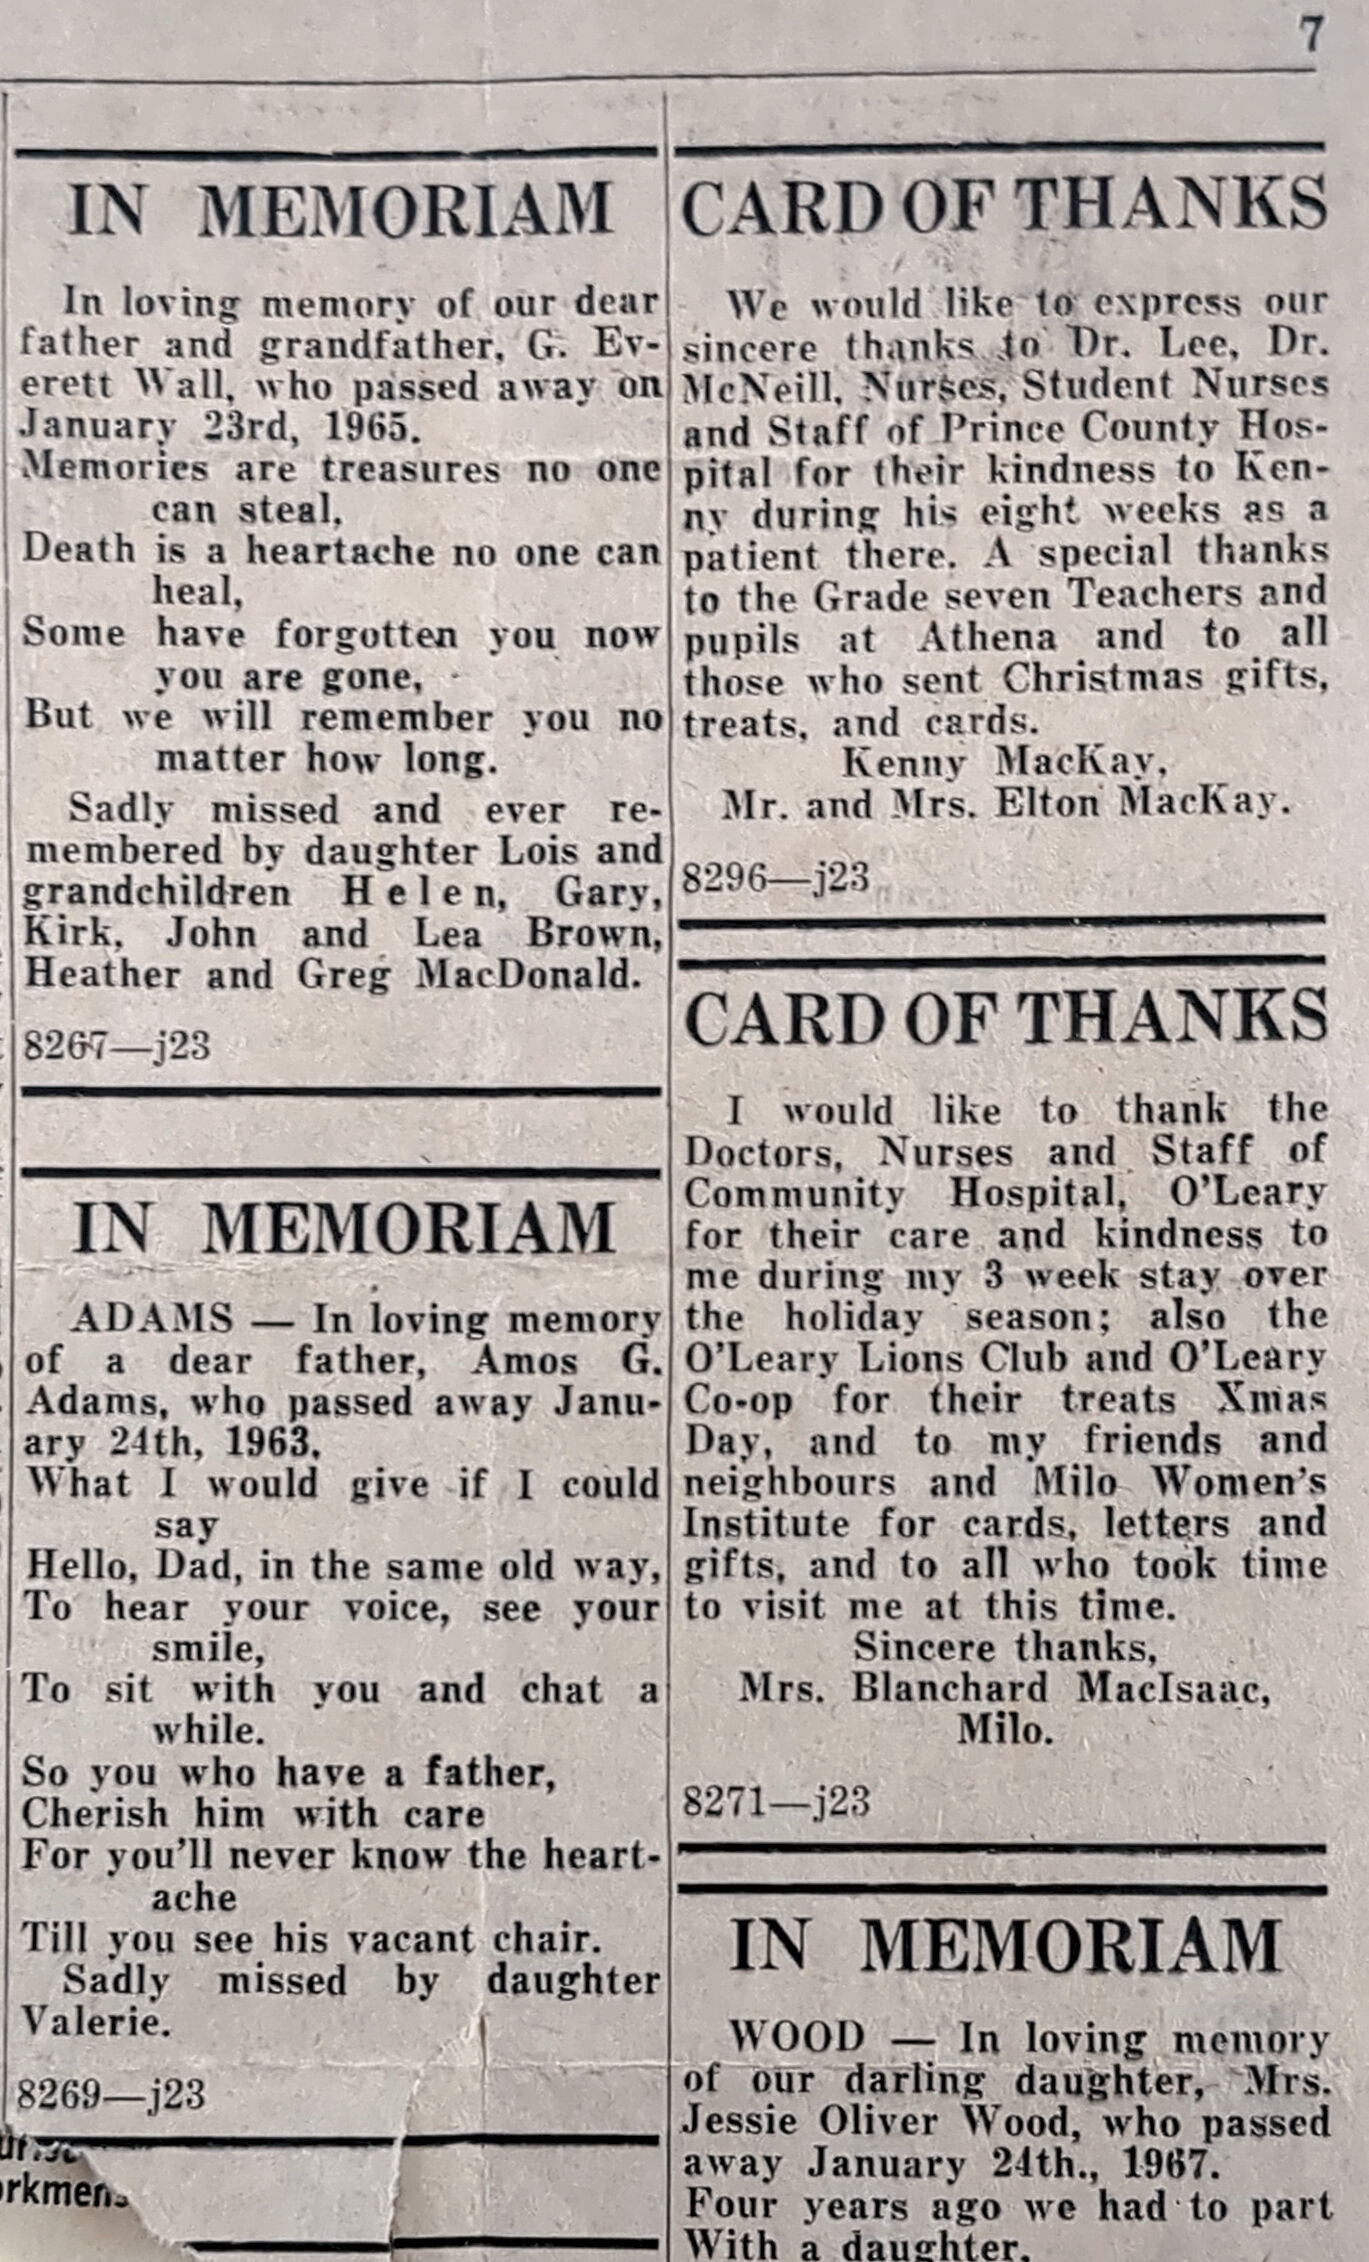 7
IN MEMORIAM
In loving memory of our dear
father and grandfather, G. Ev-
erett Wall, who passed away on
January 23rd, 1965.
Memories are treasures no one
can steal,
Death is a heartache no one can
heal,
Some have forgotten you now
you are gone,
But we will remember you no
matter how long.
Sadly missed and ever re-
membered by daughter Lois and
grandchildren Helen, Gary,
Kirk, John and Lea Brown,
Heather and Greg MacDonald.
8267—j23
IN MEMORIAM
ADAMS — In loving memory
of a dear father, Amos G.
Adams, who passed away Janu-
ary 24th, 1963.
What I would give if I could
say
Hello, Dad, in the same old way,
To hear your voice, see your
smile,
To sit with you and chat a
while.
So you who have a father,
Cherish him with care
For you'll never know the heart-
ache
Till you see his vacant chair.
Sadly missed by daughter
Valerie.
8269—j23
CARD OF THANKS
We would like to express our
sincere thanks to Dr. Lee, Dr.
McNeill, Nurses, Student Nurses
and Staff of Prince County Hos-
pital for their kindness to Ken-
ny during his eight weeks as a
patient there. A special thanks
to the Grade seven Teachers and
pupils at Athena and to all
those who sent Christmas gifts,
treats, and cards.
Kenny MacKay,
Mr. and Mrs. Elton MacKay.
8296—j23
CARD OF THANKS
I would like to thank the
Doctors, Nurses and Staff of
Community Hospital, O'Leary
for their care and kindness to
me during my 3 week stay over
the holiday season; also the
O'Leary Lions Club and O'Leary
Co-op for their treats Xmas
Day, and to my friends and
neighbours and Milo Women's
Institute for cards, letters and
gifts, and to all who took time
to visit me at this time.
Sincere thanks,
Mrs. Blanchard MacIsaac,
Milo.
8271—j23
IN MEMORIAM
WOOD — In loving memory
of our darling daughter, Mrs.
Jessie Oliver Wood, who passed
away January 24th., 1967.
Four years ago we had to part
With a daughter,